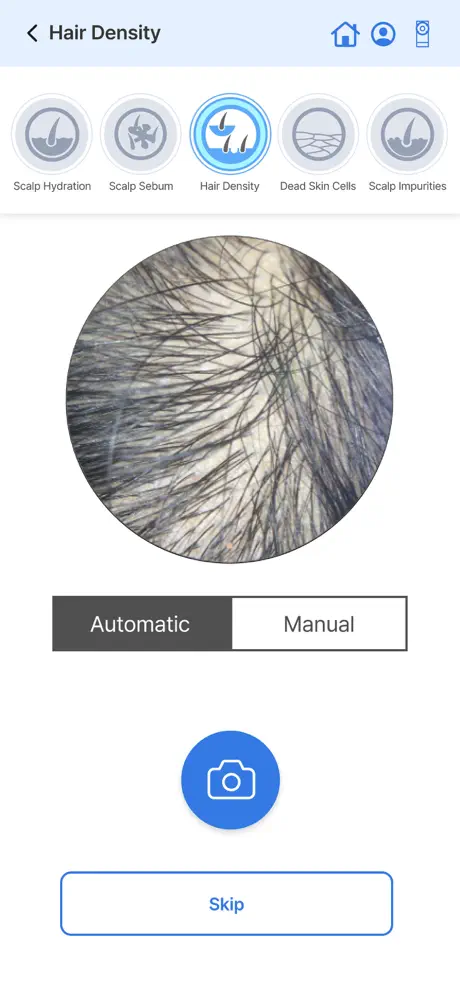 Hair Density
Scalp Hydration
Scalp Sebum
Hair Density
Dead Skin Cells
Scalp Impurities
Automatic
Manual
Skip